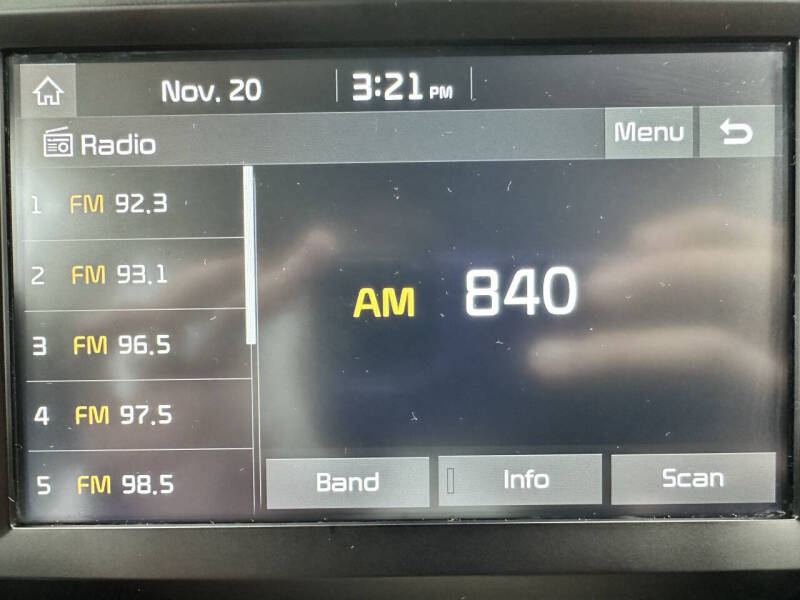 Nov. 20 3:21 PM
Radio Menu
1 FM 92.3
2 FM 93.1
3 FM 96.5
4 FM 97.5
5 FM 98.5
AM 840
Band Info Scan